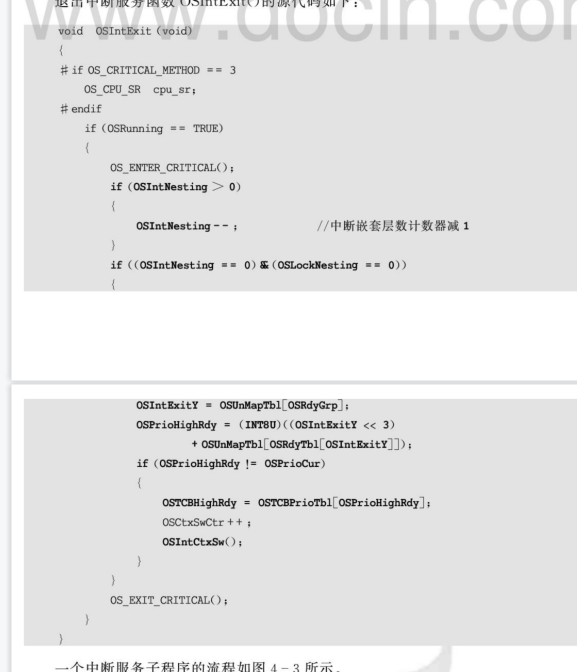 退出中断服务函数 OSIntExit()的源代码如下：
www.docin.co
void OSIntExit (void)
{
# if OS_CRITICAL_METHOD == 3
OS_CPU_SR cpu_sr;
# endif
if (OSRunning == TRUE)
{
OS_ENTER_CRITICAL();
if (OSIntNesting > 0)
{
OSIntNesting -- ; //中断嵌套层数计数器减 1
}
if ((OSIntNesting == 0) & (OSLockNesting == 0))
{
OSIntExitY = OSUnMapTbl[OSRdyGrp];
OSPrioHighRdy = (INT8U)((OSIntExitY << 3)
+ OSUnMapTbl[OSRdyTbl[OSIntExitY]]);
if (OSPrioHighRdy != OSPrioCur)
{
OSTCBHighRdy = OSTCBPrioTbl[OSPrioHighRdy];
OSCtxSwCtr ++ ;
OSIntCtxSw();
}
}
OS_EXIT_CRITICAL();
}
}
一个中断服务子程序的流程如图 4-3 所示。